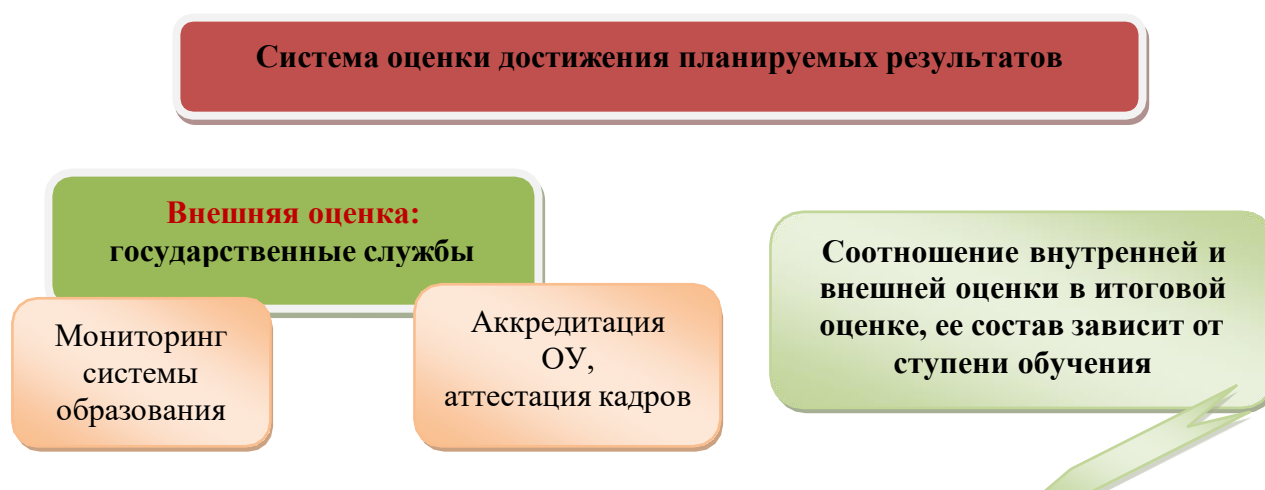 Система оценки достижения планируемых результатов
Внешняя оценка:
государственные службы
Мониторинг
системы
образования
Аккредитация
ОУ,
аттестация кадров
Соотношение внутренней и
внешней оценки в итоговой
оценке, ее состав зависит от
ступени обучения